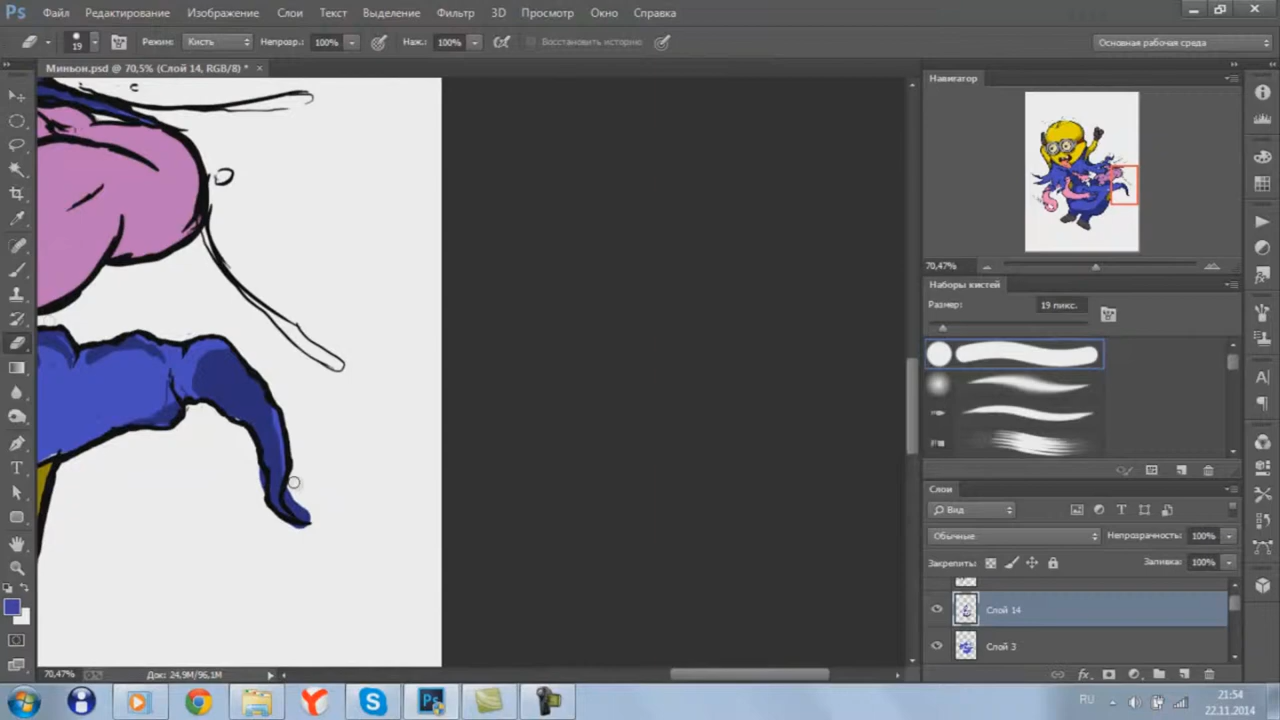 Ps Файл Редактирование Изображение Слои Текст Выделение Фильтр 3D Просмотр Окно Справка
19 Режим: Кисть Непрозр.: 100% Наж.: 100% Восстановить историю Основная рабочая среда
Миньон.psd @ 70,5% (Слой 14, RGB/8) *
Навигатор
70,47%
Наборы кистей
Размер: 19 пикс.
Слои
Вид
Обычные Непрозрачность: 100%
Закрепить: Заливка: 100%
Слой 14
Слой 3
70,47% Док: 24,9M/96,1M
RU 21:54
22.11.2014